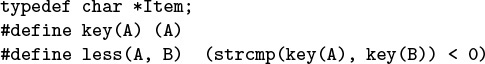 typedef char *Item;
#define key(A) (A)
#define less(A, B)  (strcmp(key(A), key(B)) < 0)